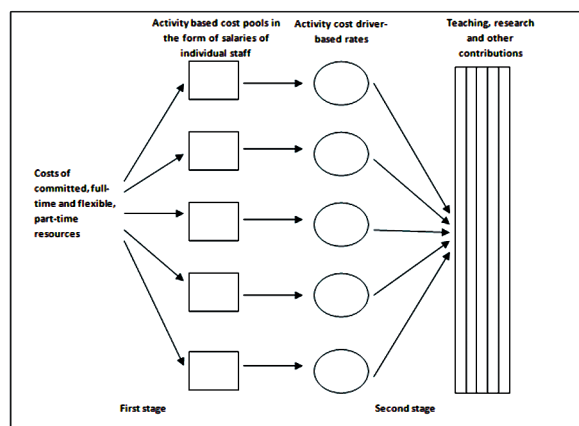 Activity based cost pools in
the form of salaries of
individual staff
Activity cost driver-
based rates
Teaching, research
and other
contributions
Costs of
committed, full-
time and flexible,
part-time
resources
First stage
Second stage